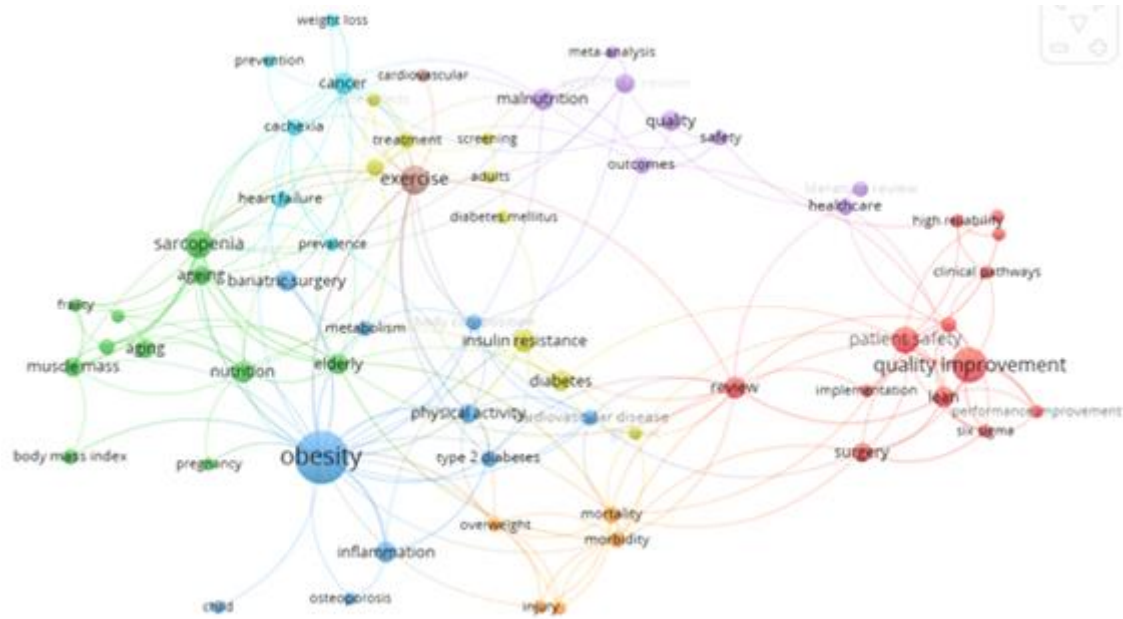 weight loss
meta-analysis
prevention
cancer
cardiovascular
malnutrition
quality
cachexia
treatment
screening
safety
outcomes
exercise
adults
heart failure
healthcare
diabetes mellitus
high reliability
sarcopenia
prevalence
ageing
bariatric surgery
clinical pathways
frailty
metabolism
insulin resistance
patient safety
aging
muscle mass
nutrition
elderly
quality improvement
diabetes
review
implementation
lean
physical activity
cardiovascular disease
performance improvement
six sigma
obesity
body mass index
pregnancy
type 2 diabetes
surgery
overweight
mortality
morbidity
inflammation
child
osteoporosis
injury